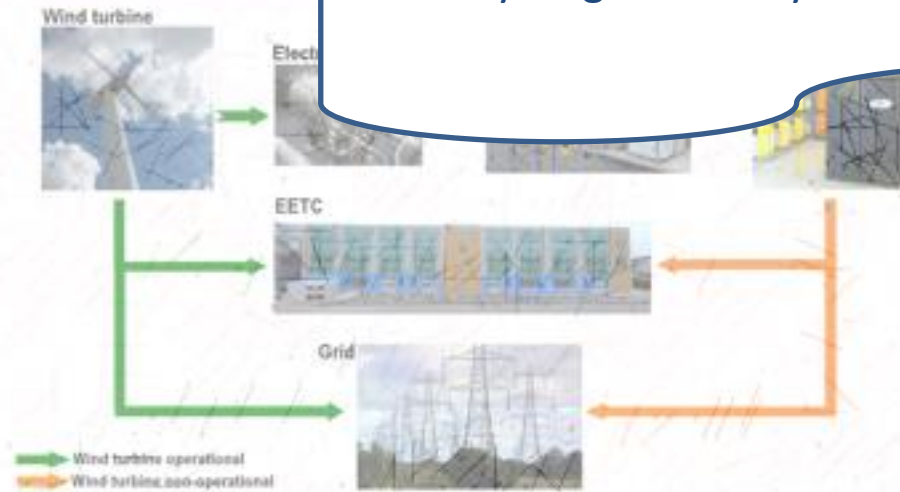 Wind turbine
EETC
Grid
Wind turbine operational
Wind turbine non-operational